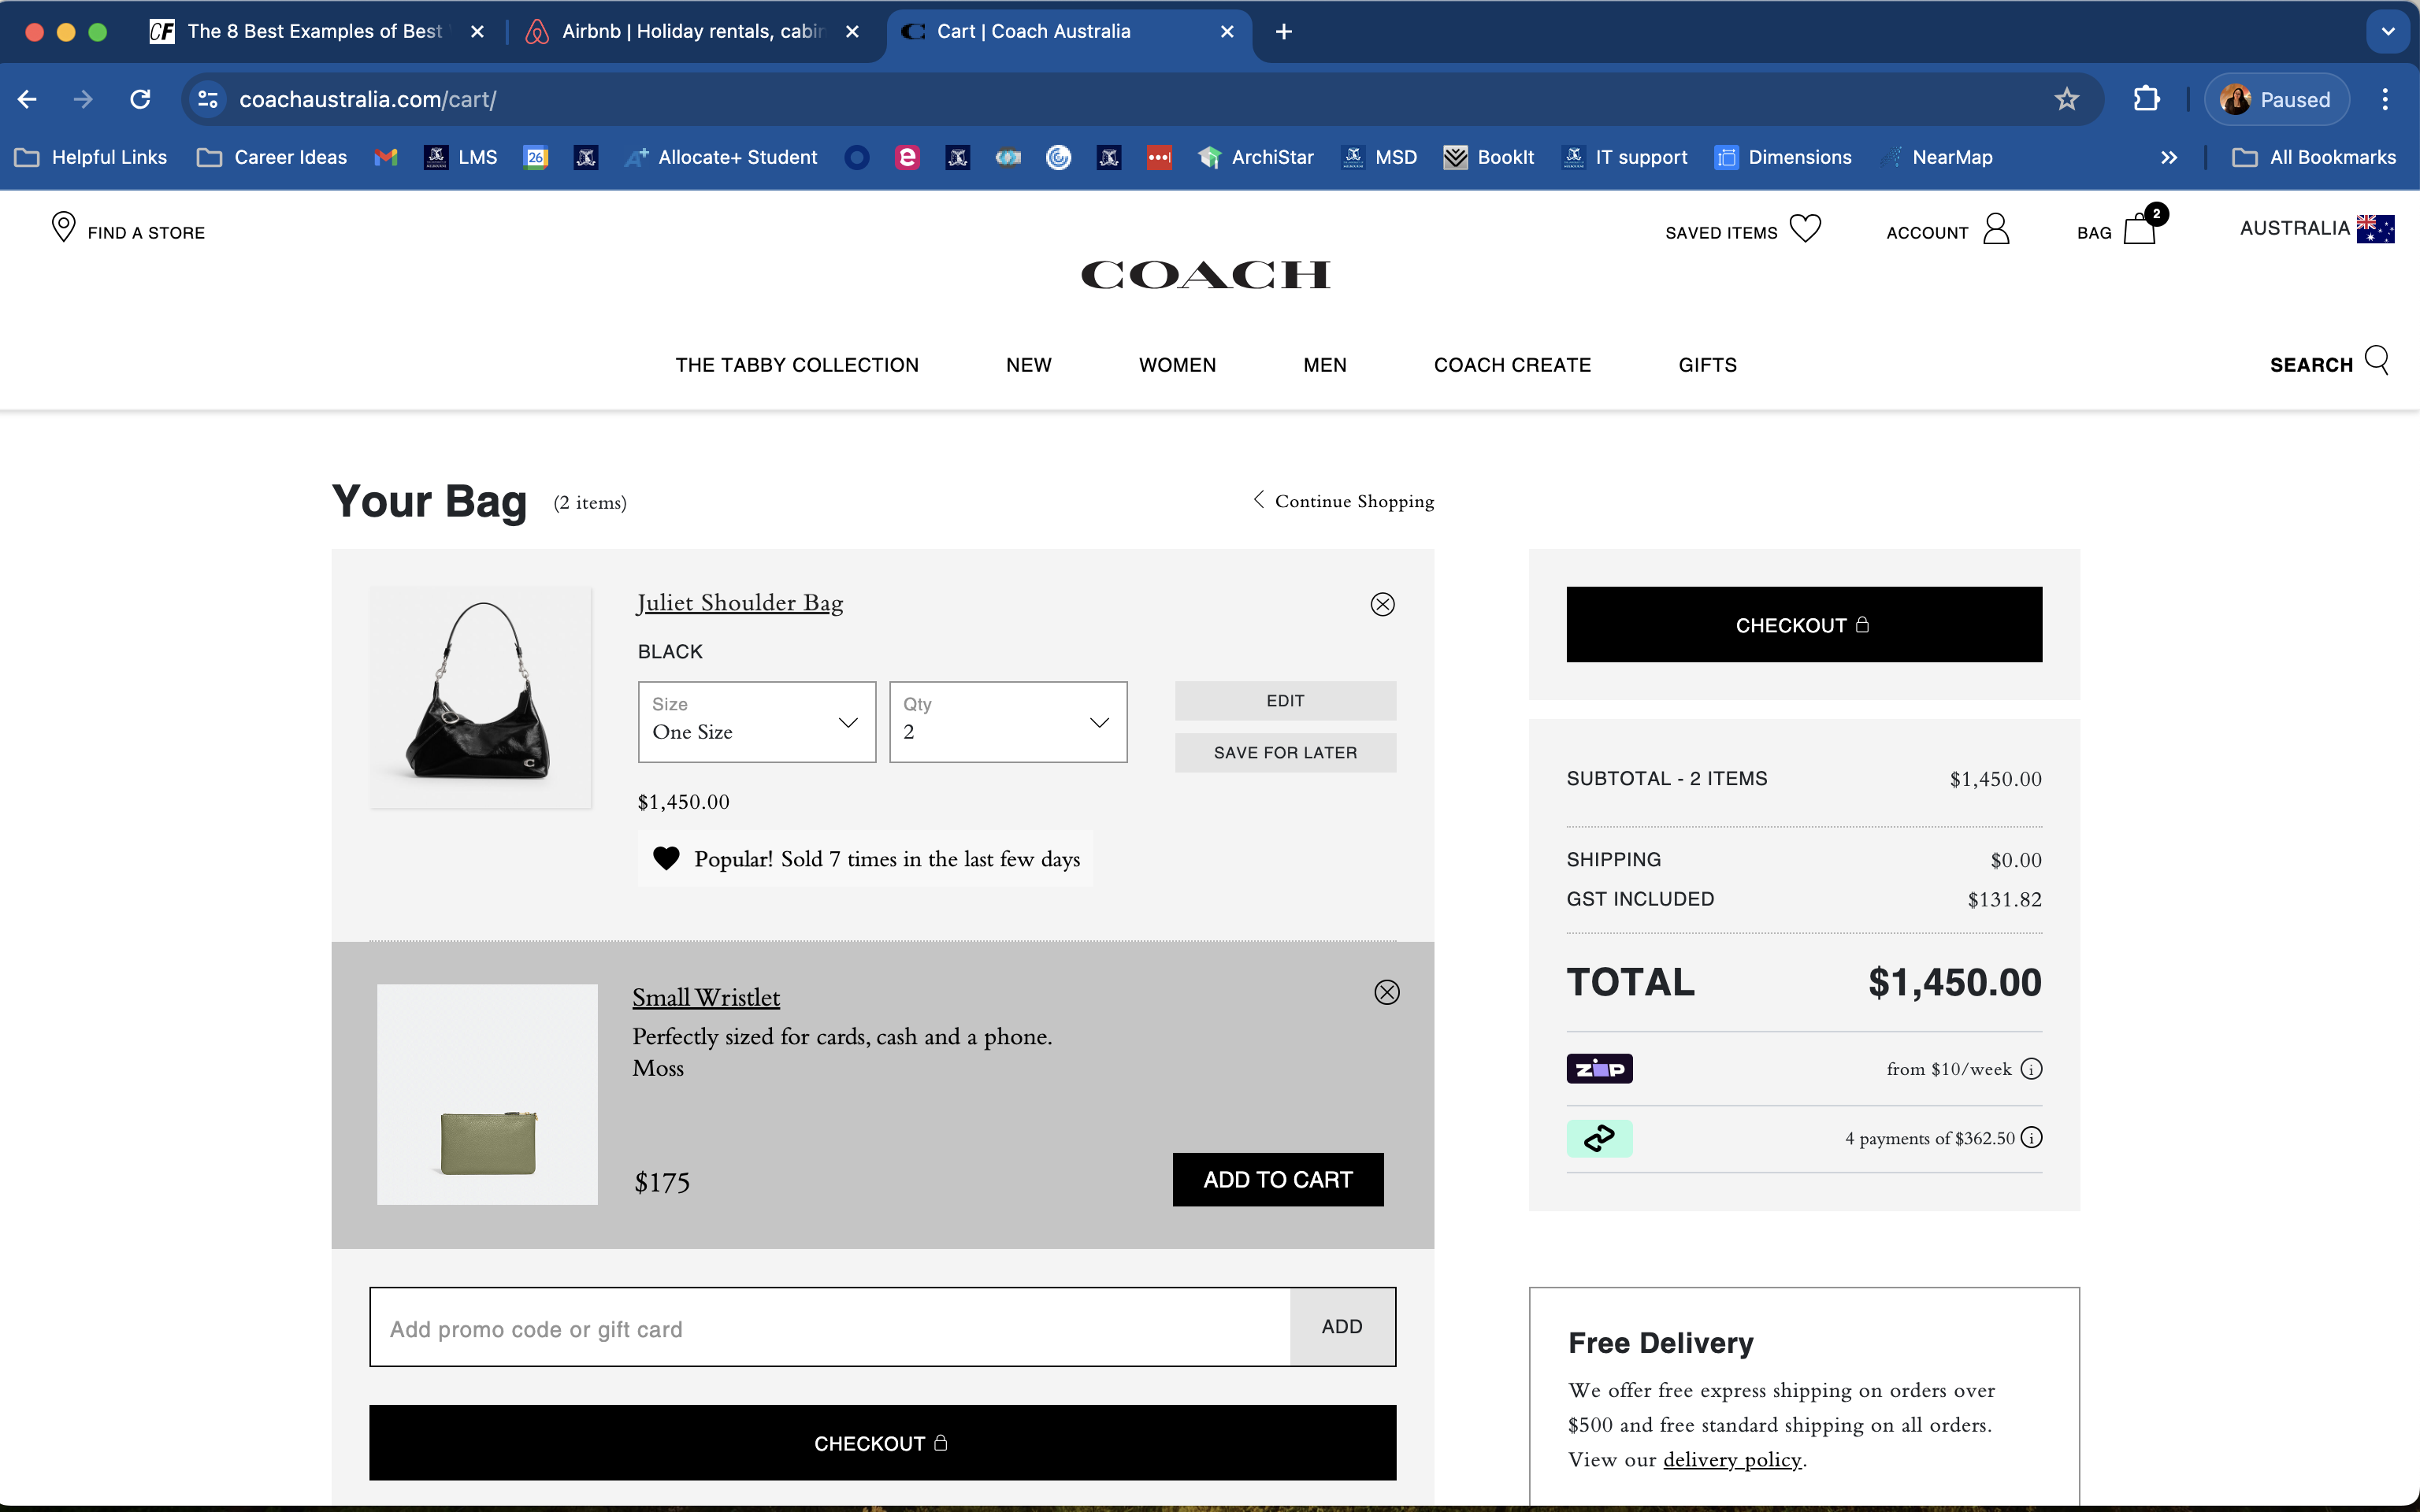 The 8 Best Examples of Best
Airbnb | Holiday rentals, cabin
Cart | Coach Australia
coachaustralia.com/cart/
Paused
Helpful Links
Career Ideas
LMS
26
Allocate+ Student
ArchiStar
MSD
BookIt
IT support
Dimensions
NearMap
All Bookmarks
FIND A STORE
SAVED ITEMS
ACCOUNT
BAG
2
AUSTRALIA
COACH
THE TABBY COLLECTION
NEW
WOMEN
MEN
COACH CREATE
GIFTS
SEARCH
Your Bag (2 items)
Continue Shopping
Juliet Shoulder Bag
BLACK
Size
One Size
Qty
2
EDIT
SAVE FOR LATER
$1,450.00
Popular! Sold 7 times in the last few days
Small Wristlet
Perfectly sized for cards, cash and a phone.
Moss
$175
ADD TO CART
Add promo code or gift card
ADD
CHECKOUT
CHECKOUT
SUBTOTAL - 2 ITEMS $1,450.00
SHIPPING $0.00
GST INCLUDED $131.82
TOTAL $1,450.00
zip from $10/week
4 payments of $362.50
Free Delivery
We offer free express shipping on orders over
$500 and free standard shipping on all orders.
View our delivery policy.